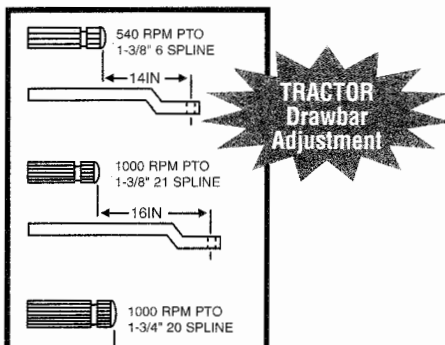 540 RPM PTO
1-3/8" 6 SPLINE
14IN
TRACTOR
Drawbar
Adjustment
1000 RPM PTO
1-3/8" 21 SPLINE
16IN
1000 RPM PTO
1-3/4" 20 SPLINE